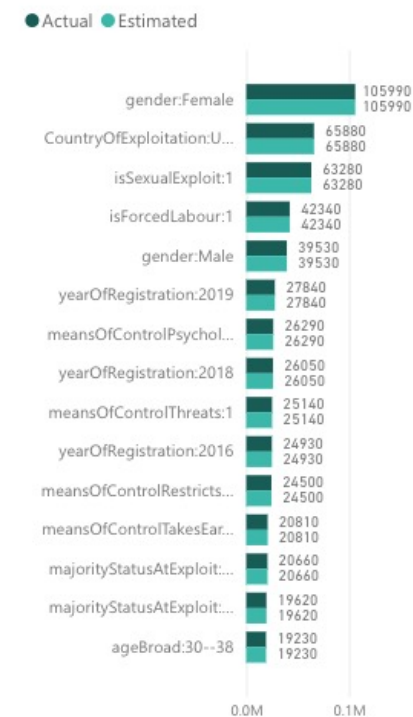 Actual Estimated
gender:Female 105990
105990
CountryOfExploitation:U... 65880
65880
isSexualExploit:1 63280
63280
isForcedLabour:1 42340
42340
gender:Male 39530
39530
yearOfRegistration:2019 27840
27840
meansOfControlPsychol... 26290
26290
yearOfRegistration:2018 26050
26050
meansOfControlThreats:1 25140
25140
yearOfRegistration:2016 24930
24930
meansOfControlRestricts... 24500
24500
meansOfControlTakesEar... 20810
20810
majorityStatusAtExploit:... 20660
20660
majorityStatusAtExploit:... 19620
19620
ageBroad:30--38 19230
19230
0.0M 0.1M